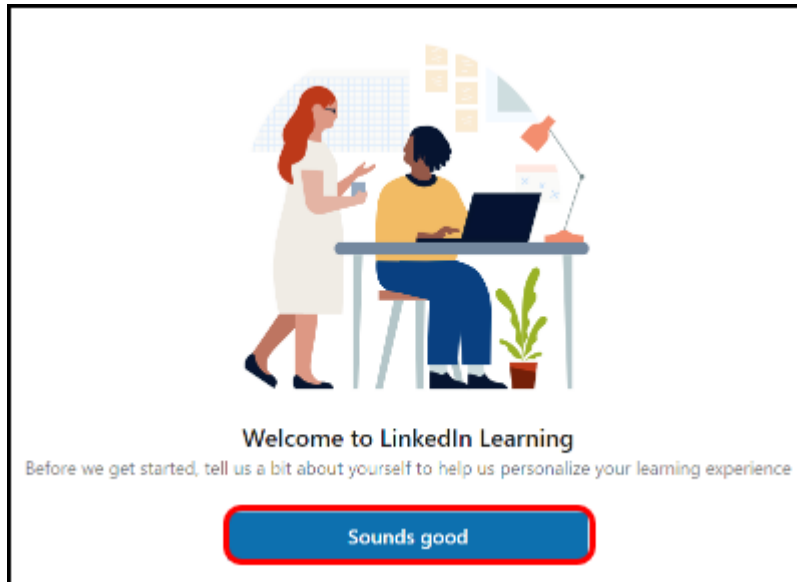 Welcome to LinkedIn Learning
Before we get started, tell us a bit about yourself to help us personalize your learning experience
Sounds good